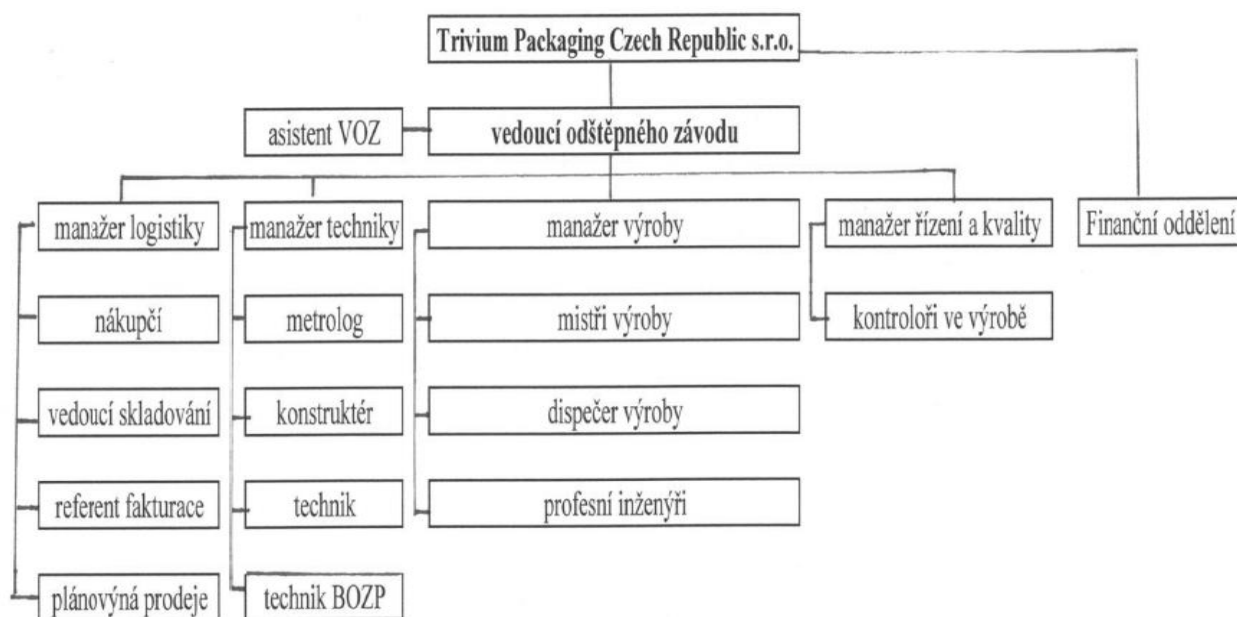 Trivium Packaging Czech Republic s.r.o.
asistent VOZ
vedoucí odštěpného závodu
manažer logistiky
manažer techniky
manažer výroby
manažer řízení a kvality
Finanční oddělení
nákupčí
metrolog
mistři výroby
kontroloři ve výrobě
vedoucí skladování
konstruktér
dispečer výroby
referent fakturace
technik
profesní inženýři
plánovýná prodeje
technik BOZP